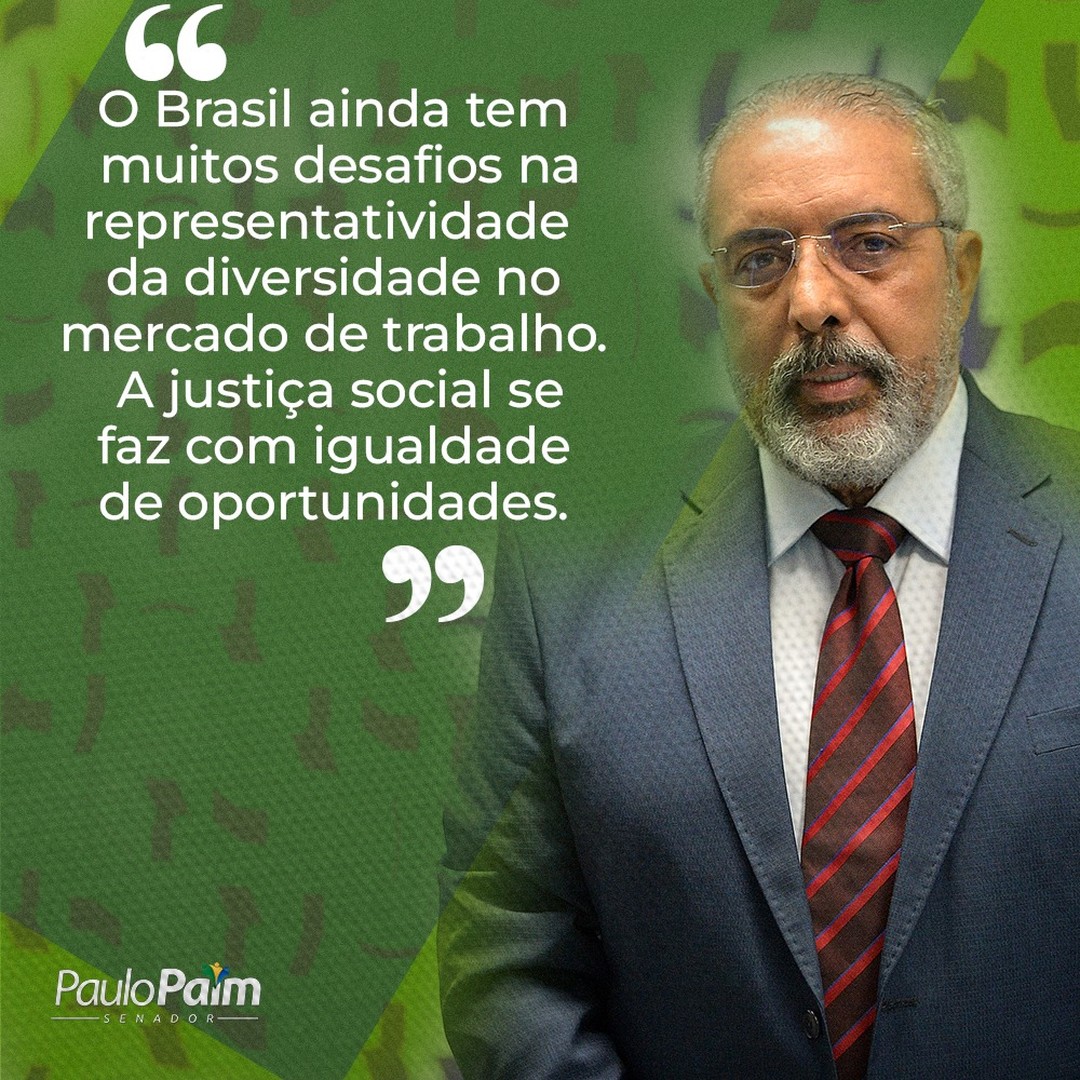 “
O Brasil ainda tem
muitos desafios na
representatividade
da diversidade no
mercado de trabalho.
A justiça social se
faz com igualdade
de oportunidades.
”
PauloPaim
SENADOR